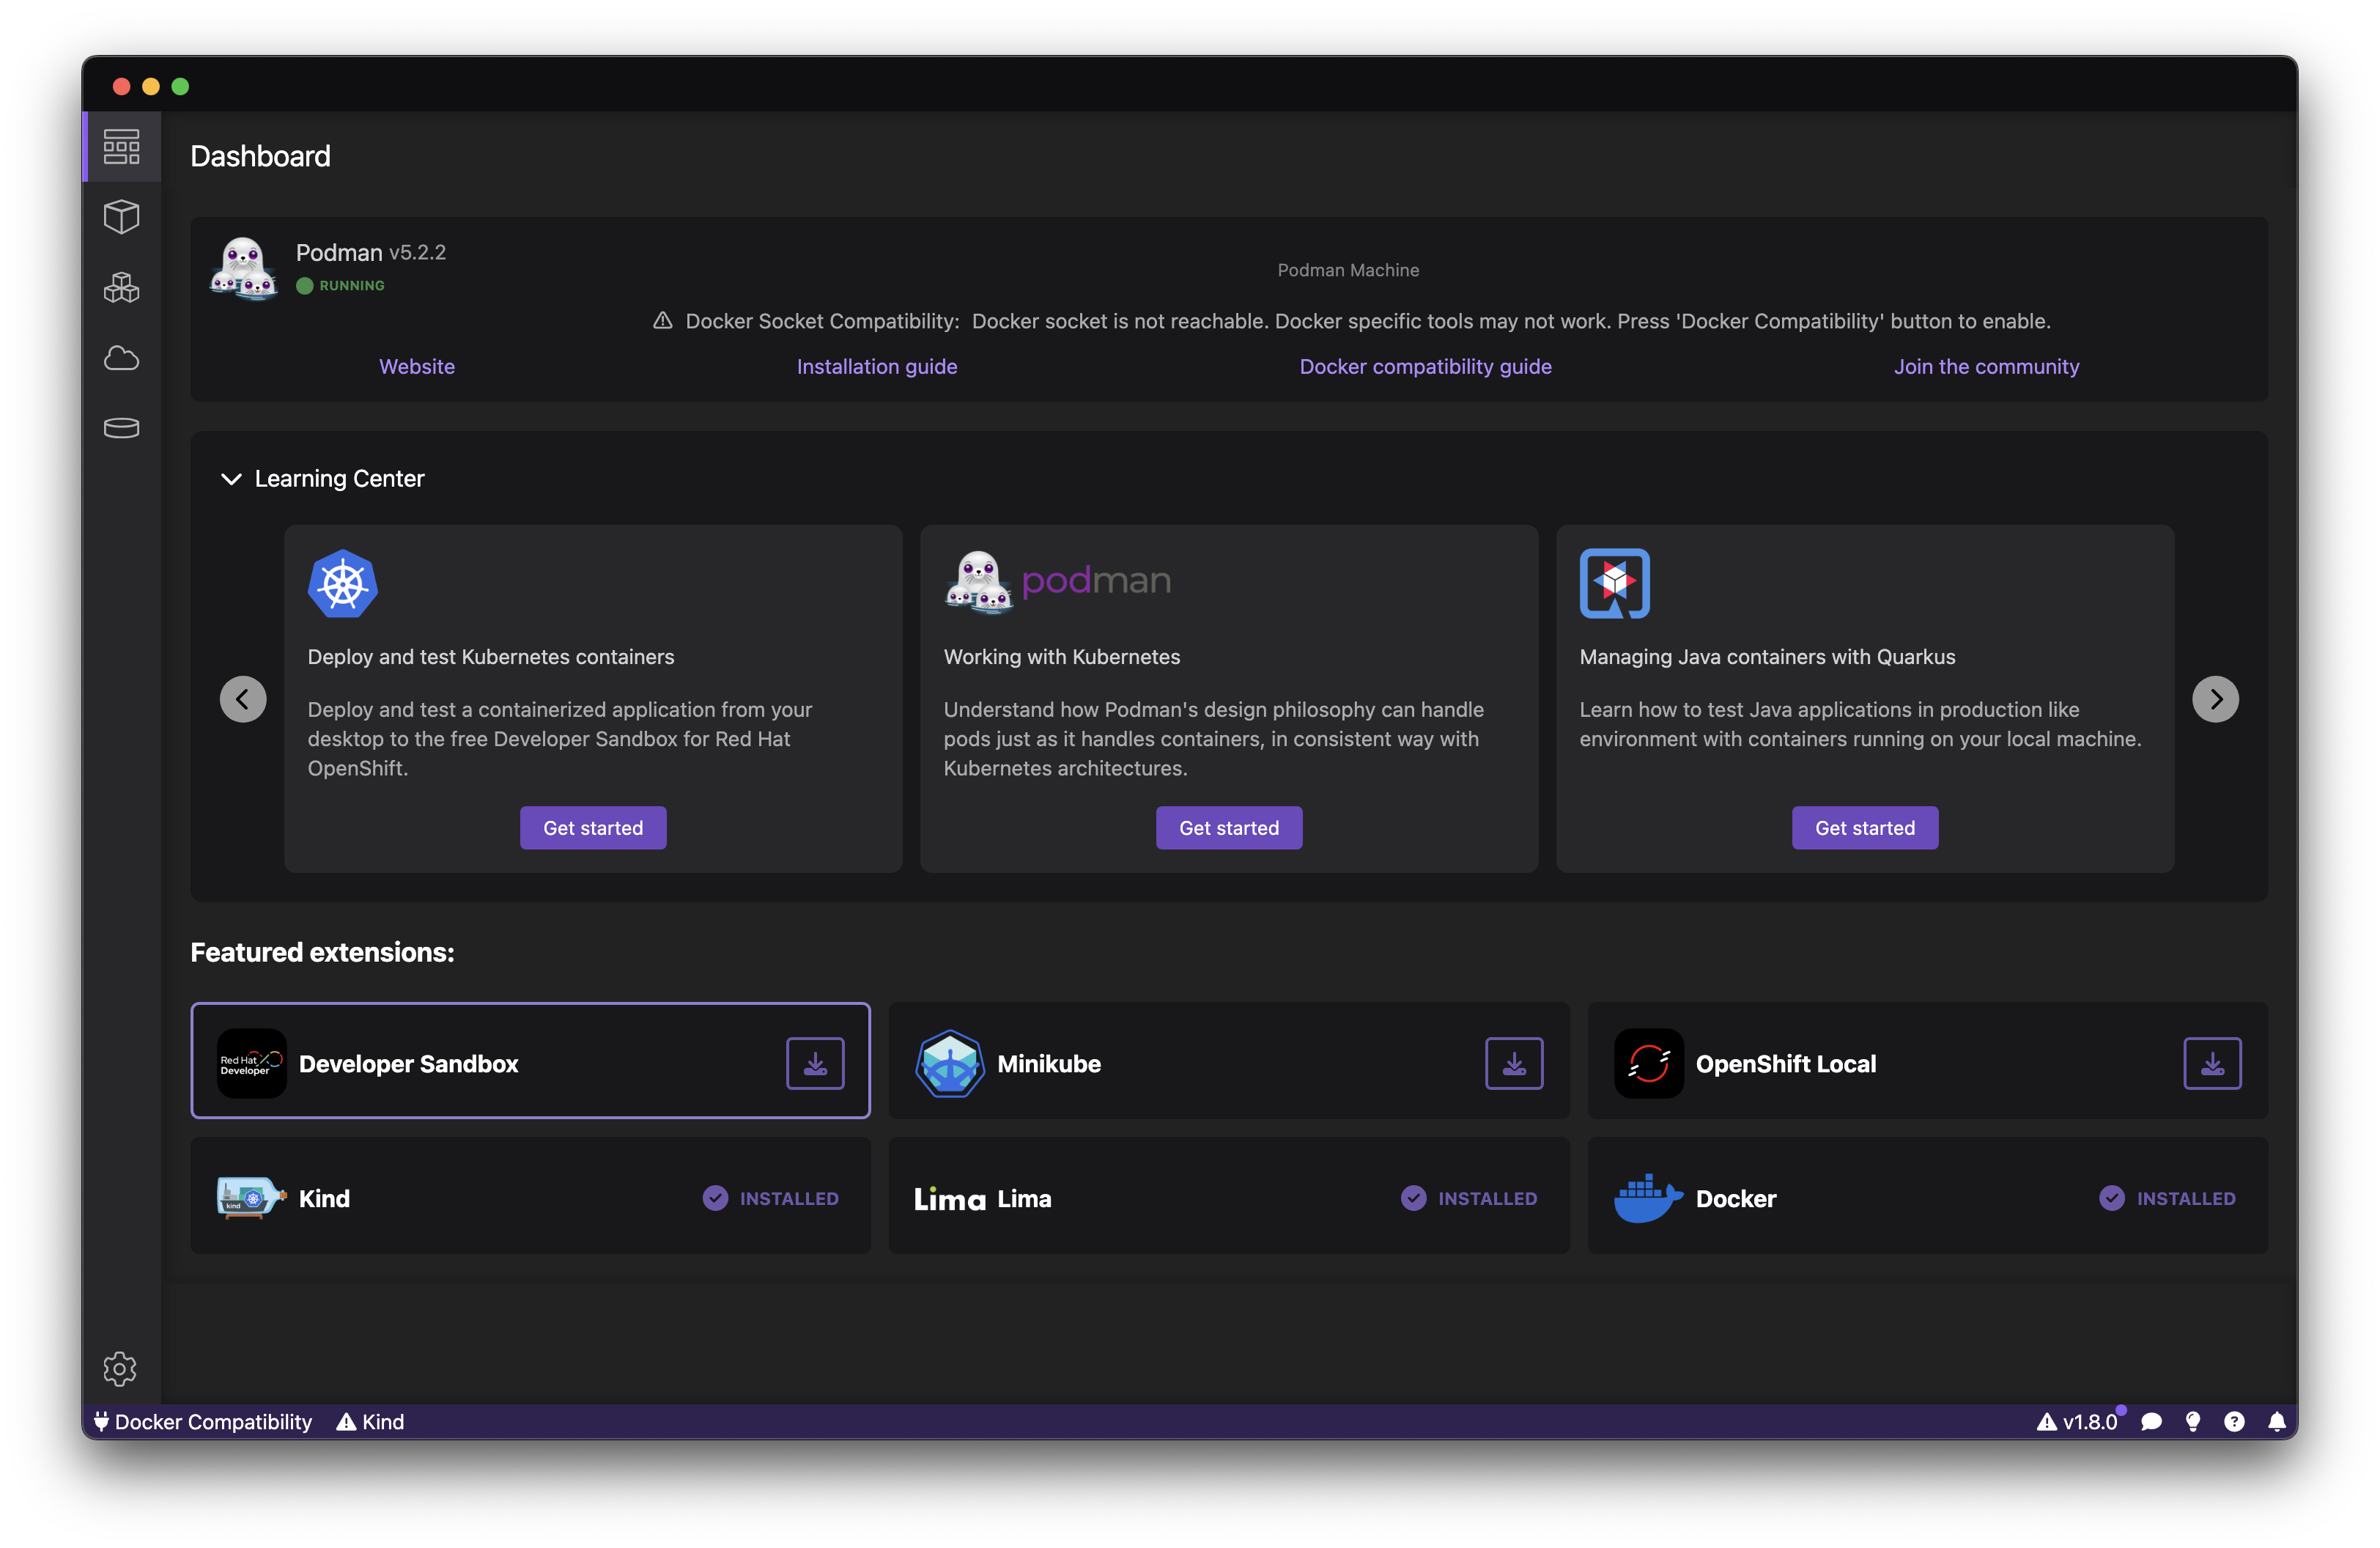 Dashboard
Podman v5.2.2
RUNNING
Podman Machine
Docker Socket Compatibility: Docker socket is not reachable. Docker specific tools may not work. Press 'Docker Compatibility' button to enable.
Website
Installation guide
Docker compatibility guide
Join the community
Learning Center
Deploy and test Kubernetes containers
Deploy and test a containerized application from your
desktop to the free Developer Sandbox for Red Hat
OpenShift.
Get started
podman
Working with Kubernetes
Understand how Podman's design philosophy can handle
pods just as it handles containers, in consistent way with
Kubernetes architectures.
Get started
Managing Java containers with Quarkus
Learn how to test Java applications in production like
environment with containers running on your local machine.
Get started
Featured extensions:
Red Hat
Developer
Developer Sandbox
Minikube
OpenShift Local
kind
Kind
INSTALLED
Lima
Lima
INSTALLED
Docker
INSTALLED
Docker Compatibility
Kind
v1.8.0